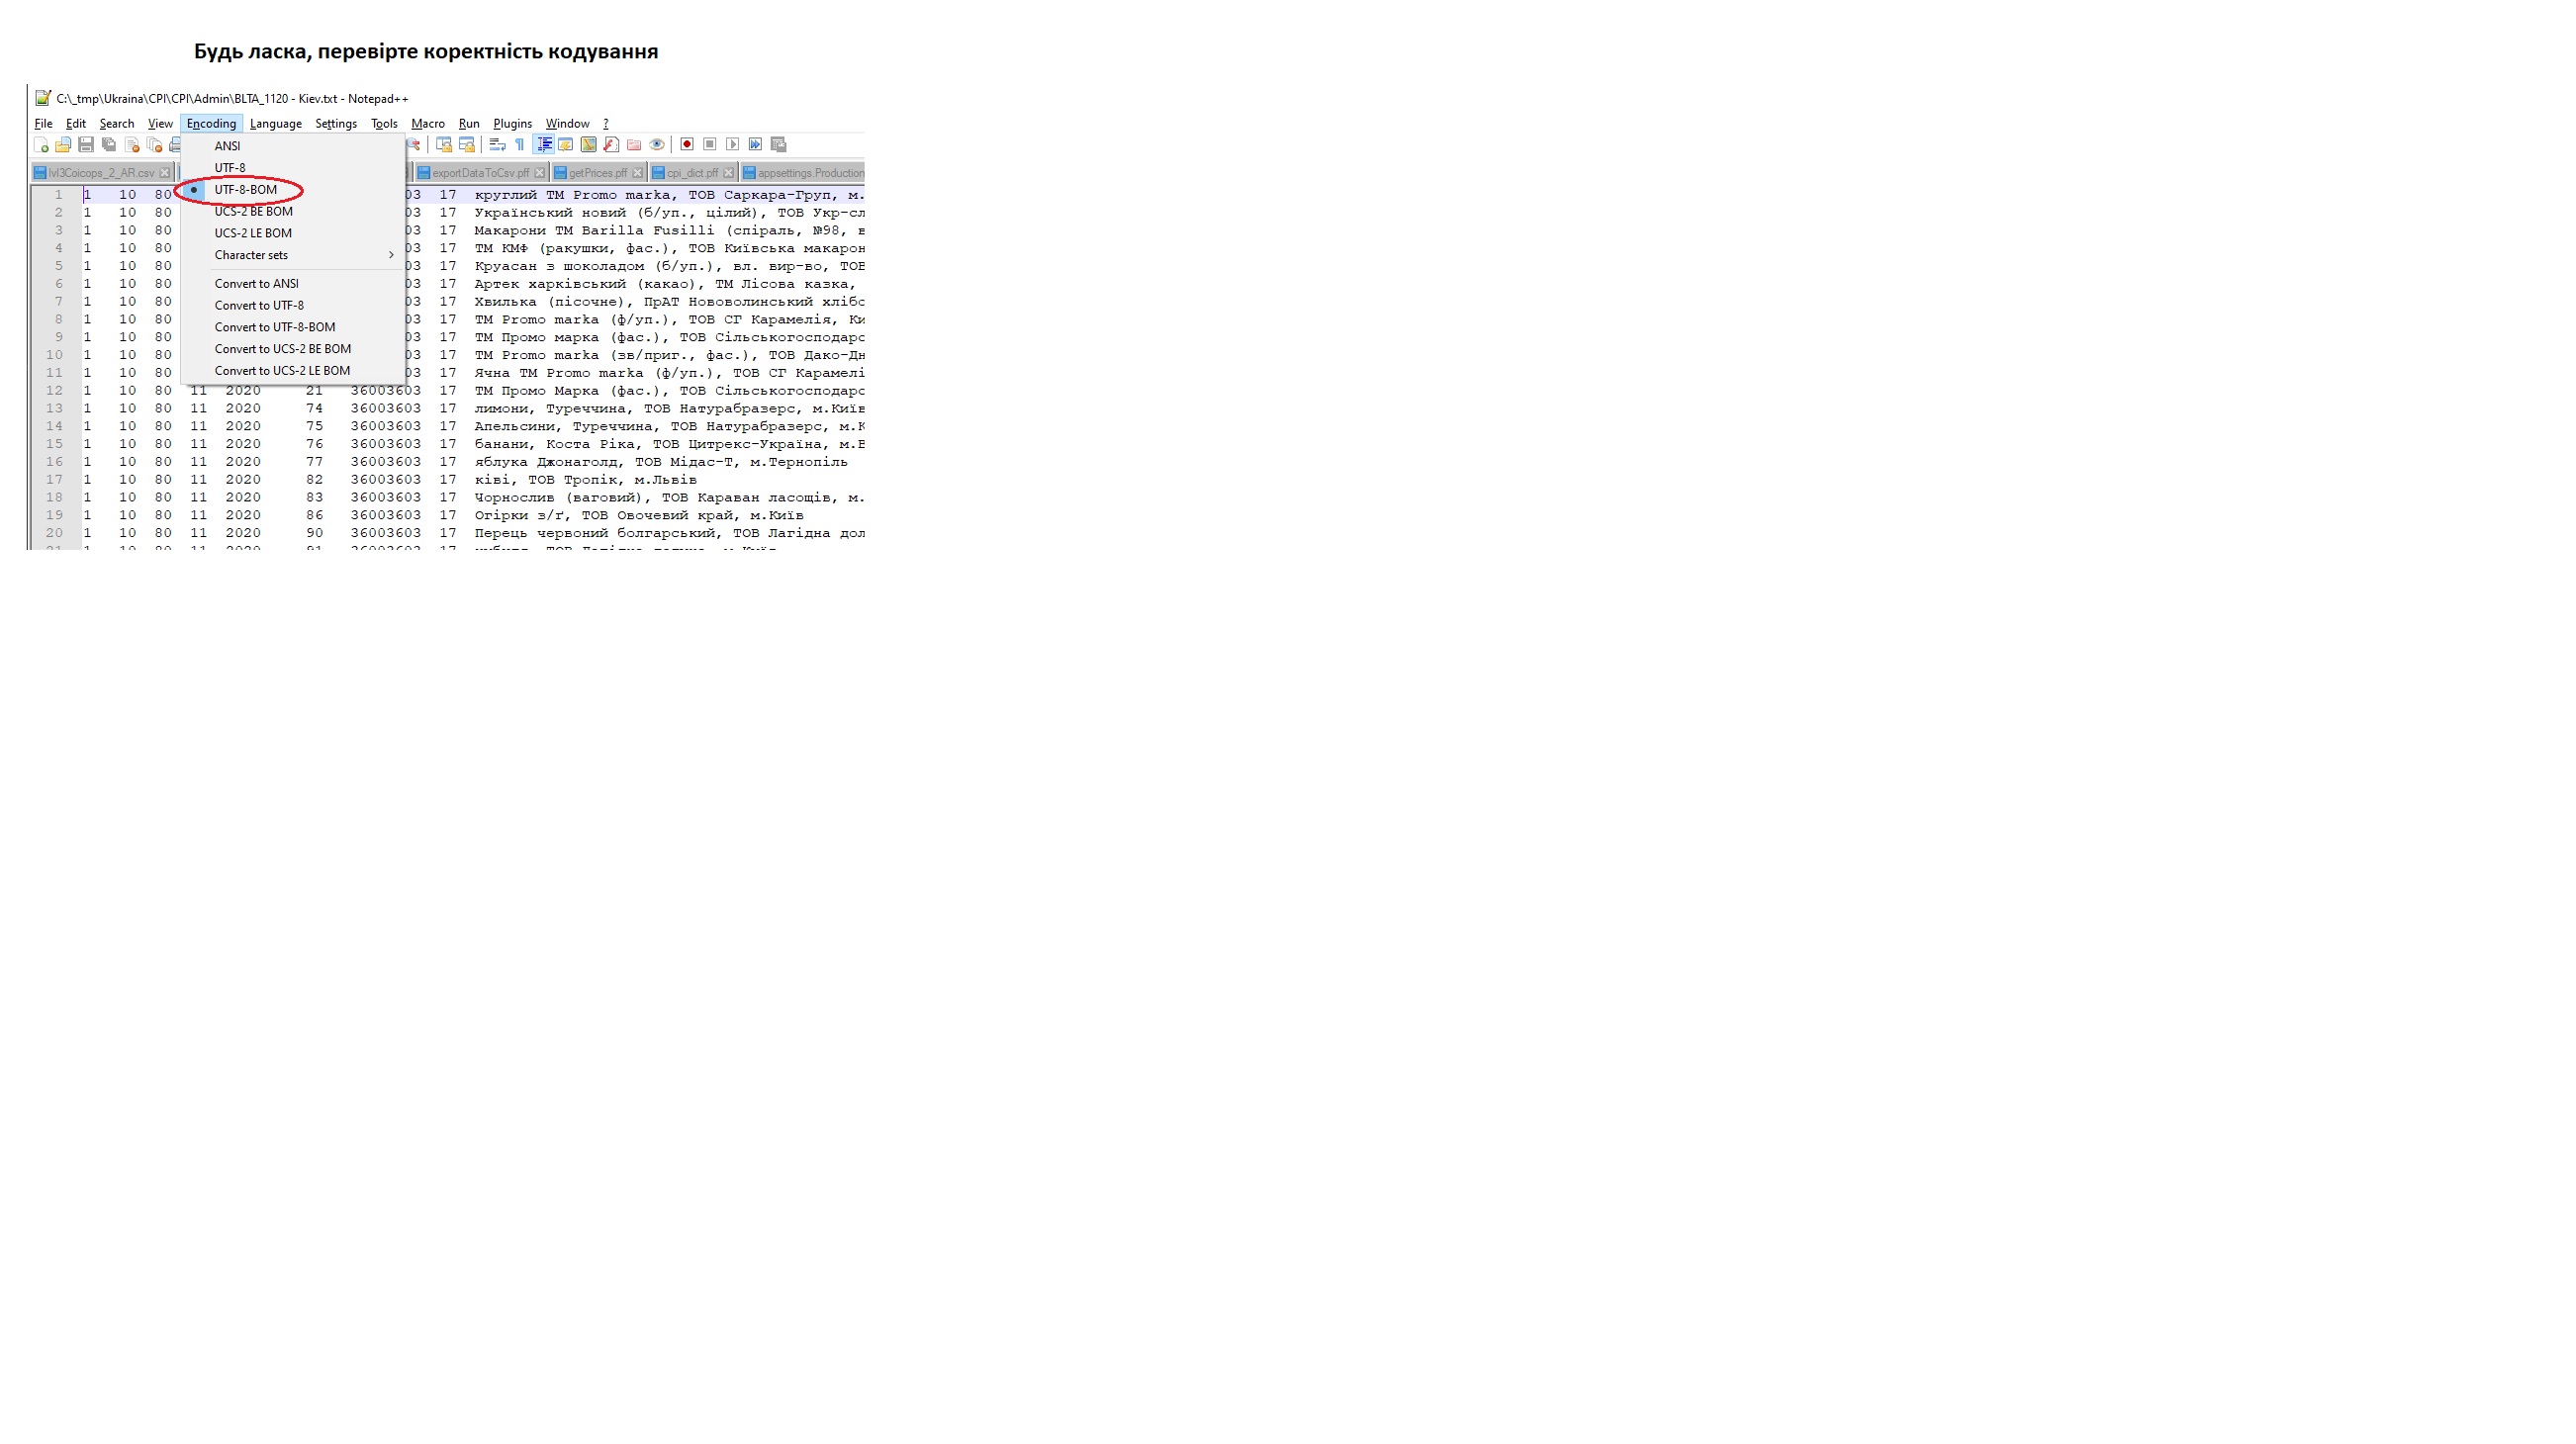 Будь ласка, перевірте коректність кодування
C:\_tmp\Ukraina\CPI\CPI\Admin\BLTA_1120 - Kiev.txt - Notepad++
File Edit Search View Encoding Language Settings Tools Macro Run Plugins Window ?
ANSI
UTF-8
UTF-8-BOM
UCS-2 BE BOM
UCS-2 LE BOM
Character sets
Convert to ANSI
Convert to UTF-8
Convert to UTF-8-BOM
Convert to UCS-2 BE BOM
Convert to UCS-2 LE BOM
lvl3Coicops_2_AR.csv exportDataToCsv.pff getPrices.pff cpi_dict.pff appsettings.Production
1 1 10 80 03 17 круглий ТМ Promo marka, ТОВ Саркара-Груп, м.
2 1 10 80 03 17 Український новий (б/уп., цілий), ТОВ Укр-сл
3 1 10 80 03 17 Макарони ТМ Barilla Fusilli (спіраль, №98, в
4 1 10 80 03 17 ТМ КМФ (ракушки, фас.), ТОВ Київська макарон
5 1 10 80 03 17 Круасан з шоколадом (б/уп.), вл. вир-во, ТОВ
6 1 10 80 03 17 Артек харківський (какао), ТМ Лісова казка,
7 1 10 80 03 17 Хвилька (пісочне), ПрАТ Нововолинський хлібо
8 1 10 80 03 17 ТМ Promo marka (ф/уп.), ТОВ СГ Карамелія, Ки
9 1 10 80 03 17 ТМ Промо марка (фас.), ТОВ Сільськогосподарс
10 1 10 80 03 17 ТМ Promo marka (зв/приг., фас.), ТОВ Дако-Дн
11 1 10 80 03 17 Ячна ТМ Promo marka (ф/уп.), ТОВ СГ Карамелі
12 1 10 80 11 2020 21 36003603 17 ТМ Промо Марка (фас.), ТОВ Сільськогосподарс
13 1 10 80 11 2020 74 36003603 17 лимони, Туреччина, ТОВ Натурабразерс, м.Київ
14 1 10 80 11 2020 75 36003603 17 Апельсини, Туреччина, ТОВ Натурабразерс, м.К
15 1 10 80 11 2020 76 36003603 17 банани, Коста Ріка, ТОВ Цитрекс-Україна, м.В
16 1 10 80 11 2020 77 36003603 17 яблука Джонаголд, ТОВ Мідас-Т, м.Тернопіль
17 1 10 80 11 2020 82 36003603 17 ківі, ТОВ Тропік, м.Львів
18 1 10 80 11 2020 83 36003603 17 Чорнослив (ваговий), ТОВ Караван ласощів, м.
19 1 10 80 11 2020 86 36003603 17 Огірки з/ґ, ТОВ Овочевий край, м.Київ
20 1 10 80 11 2020 90 36003603 17 Перець червоний болгарський, ТОВ Лагідна дол